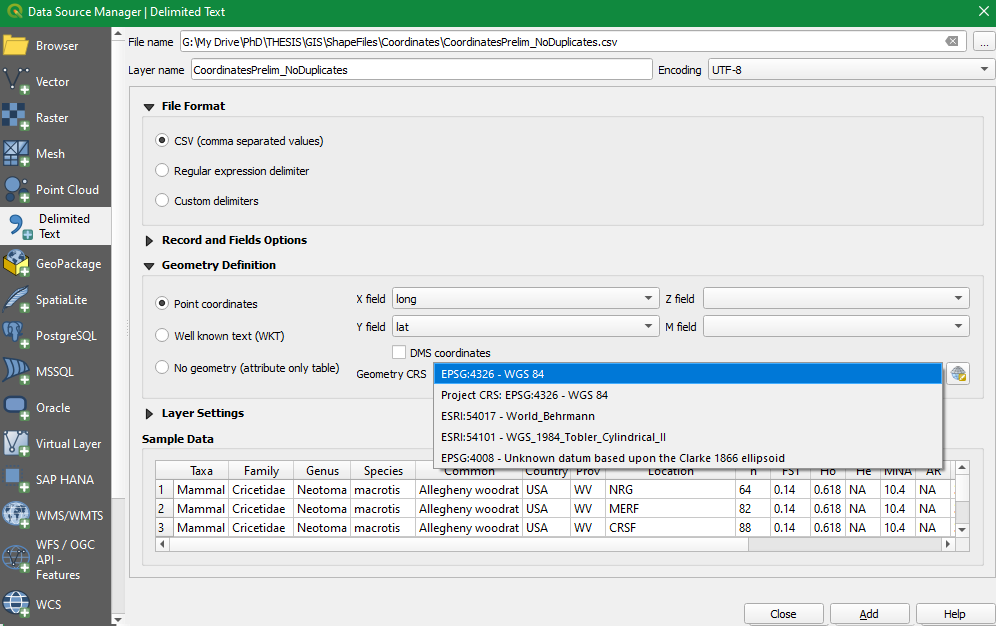 Data Source Manager | Delimited Text
Browser
Vector
Raster
Mesh
Point Cloud
Delimited
Text
GeoPackage
SpatiaLite
PostgreSQL
MSSQL
Oracle
Virtual Layer
SAP HANA
WMS/WMTS
WFS / OGC
API -
Features
WCS
File name G:\My Drive\PhD\THESIS\GIS\ShapeFiles\Coordinates\CoordinatesPrelim_NoDuplicates.csv ...
Layer name CoordinatesPrelim_NoDuplicates Encoding UTF-8
File Format
CSV (comma separated values)
Regular expression delimiter
Custom delimiters
Record and Fields Options
Geometry Definition
Point coordinates X field long Z field
Well known text (WKT) Y field lat M field
DMS coordinates
No geometry (attribute only table) Geometry CRS EPSG:4326 - WGS 84
Project CRS: EPSG:4326 - WGS 84
ESRI:54017 - World_Behrmann
ESRI:54101 - WGS_1984_Tobler_Cylindrical_II
EPSG:4008 - Unknown datum based upon the Clarke 1866 ellipsoid
Layer Settings
Sample Data
Taxa Family Genus Species Common Country Prov Location n FST Ho He MNA AR
1 Mammal Cricetidae Neotoma macrotis Allegheny woodrat USA WV NRG 64 0.14 0.618 NA 10.4 NA
2 Mammal Cricetidae Neotoma macrotis Allegheny woodrat USA WV MERF 82 0.14 0.618 NA 10.4 NA
3 Mammal Cricetidae Neotoma macrotis Allegheny woodrat USA WV CRSF 88 0.14 0.618 NA 10.4 NA
Close Add Help